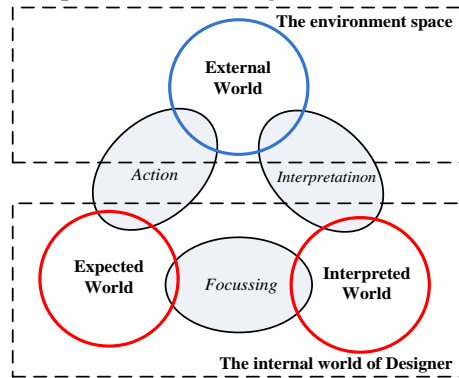 The environment space
External
World
Action
Interpretatinon
Expected
World
Focussing
Interpreted
World
The internal world of Designer